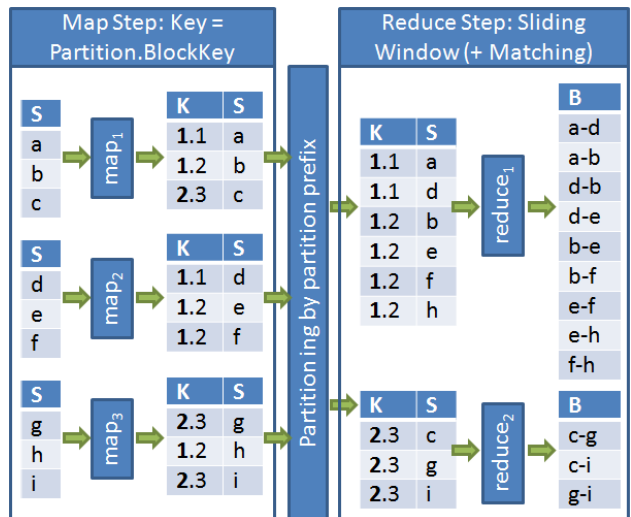 Map Step: Key =
Partition.BlockKey
S
a
b
c
map1
K S
1.1 a
1.2 b
2.3 c
S
d
e
f
map2
K S
1.1 d
1.2 e
1.2 f
S
g
h
i
map3
K S
2.3 g
1.2 h
2.3 i
Partition ing by partition prefix
Reduce Step: Sliding
Window (+ Matching)
K S
1.1 a
1.1 d
1.2 b
1.2 e
1.2 f
1.2 h
reduce1
B
a-d
a-b
d-b
d-e
b-e
b-f
e-f
e-h
f-h
K S
2.3 c
2.3 g
2.3 i
reduce2
B
c-g
c-i
g-i